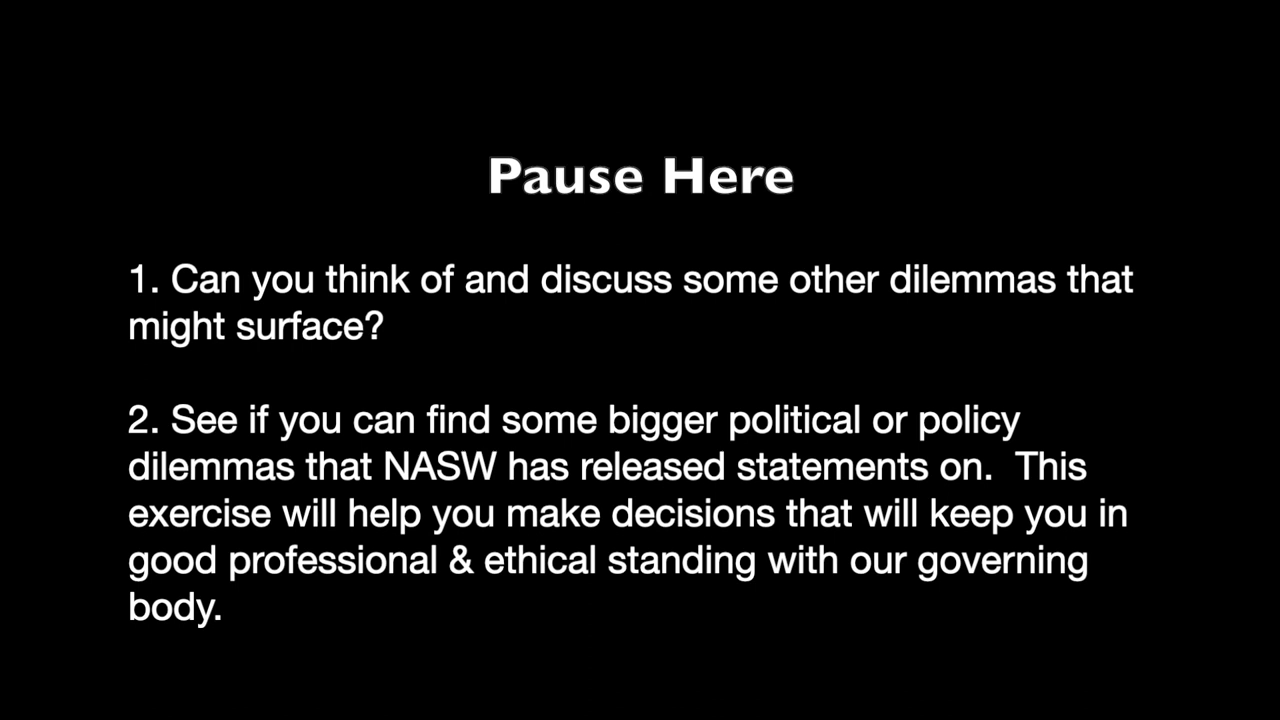 Pause Here
1. Can you think of and discuss some other dilemmas that
might surface?
2. See if you can find some bigger political or policy
dilemmas that NASW has released statements on.  This
exercise will help you make decisions that will keep you in
good professional & ethical standing with our governing
body.